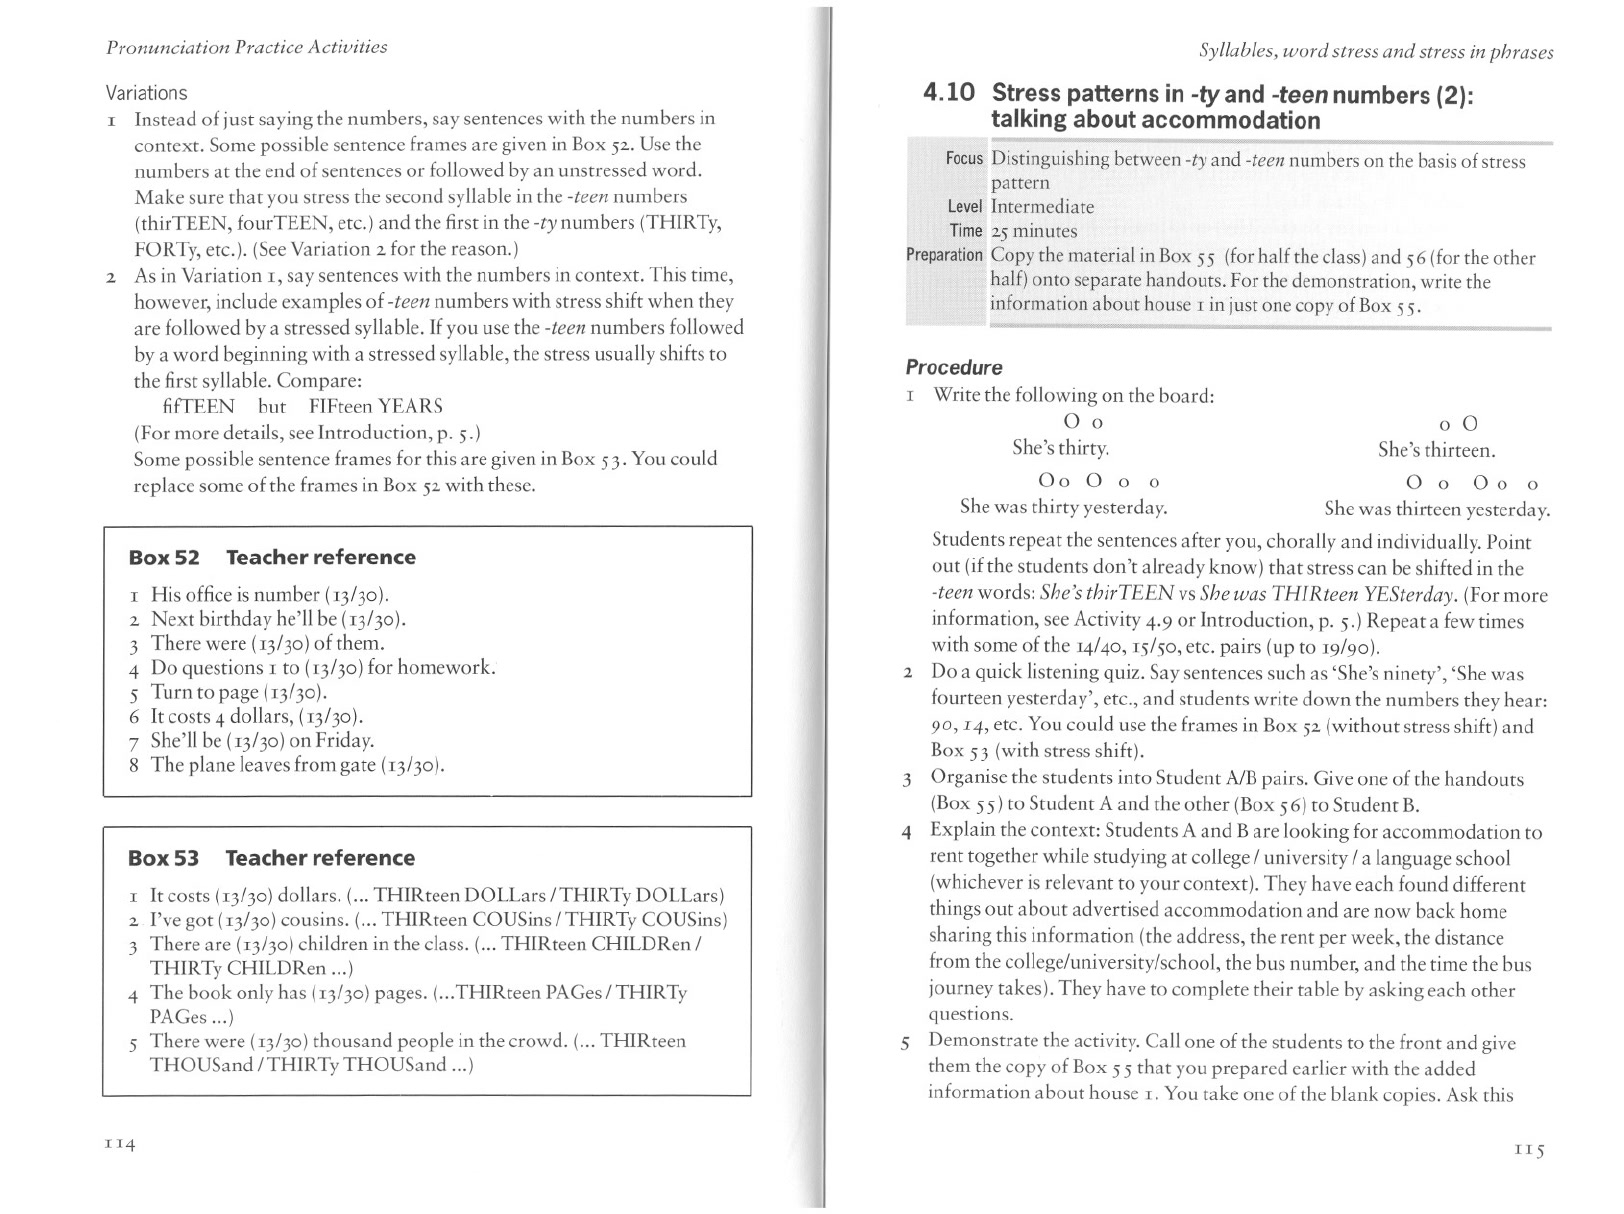 Pronunciation Practice Activities
Variations
1 Instead of just saying the numbers, say sentences with the numbers in
context. Some possible sentence frames are given in Box 52. Use the
numbers at the end of sentences or followed by an unstressed word.
Make sure that you stress the second syllable in the -teen numbers
(thirTEEN, fourTEEN, etc.) and the first in the -ty numbers (THIRTy,
FORTy, etc.). (See Variation 2 for the reason.)
2 As in Variation 1, say sentences with the numbers in context. This time,
however, include examples of -teen numbers with stress shift when they
are followed by a stressed syllable. If you use the -teen numbers followed
by a word beginning with a stressed syllable, the stress usually shifts to
the first syllable. Compare:
fifTEEN but FIFteen YEARS
(For more details, see Introduction, p. 5.)
Some possible sentence frames for this are given in Box 53. You could
replace some of the frames in Box 52 with these.
Box 52 Teacher reference
1 His office is number (13/30).
2 Next birthday he'll be (13/30).
3 There were (13/30) of them.
4 Do questions 1 to (13/30) for homework.
5 Turn to page (13/30).
6 It costs 4 dollars, (13/30).
7 She'll be (13/30) on Friday.
8 The plane leaves from gate (13/30).
Box 53 Teacher reference
1 It costs (13/30) dollars. (... THIRteen DOLLars / THIRTy DOLLars)
2 I've got (13/30) cousins. (... THIRteen COUSins / THIRTy COUSins)
3 There are (13/30) children in the class. (... THIRteen CHILDRen /
THIRTy CHILDRen ...)
4 The book only has (13/30) pages. (...THIRteen PAGes / THIRTy
PAGes ...)
5 There were (13/30) thousand people in the crowd. (... THIRteen
THOUSand / THIRTy THOUSand ...)
114
Syllables, word stress and stress in phrases
4.10 Stress patterns in -ty and -teen numbers (2):
talking about accommodation
Focus Distinguishing between -ty and -teen numbers on the basis of stress
pattern
Level Intermediate
Time 25 minutes
Preparation Copy the material in Box 55 (for half the class) and 56 (for the other
half) onto separate handouts. For the demonstration, write the
information about house 1 in just one copy of Box 55.
Procedure
1 Write the following on the board:
O o o O
She's thirty. She's thirteen.
O o O o o O o O o o
She was thirty yesterday. She was thirteen yesterday.
Students repeat the sentences after you, chorally and individually. Point
out (if the students don't already know) that stress can be shifted in the
-teen words: She's thirTEEN vs She was THIRteen YESterday. (For more
information, see Activity 4.9 or Introduction, p. 5.) Repeat a few times
with some of the 14/40, 15/50, etc. pairs (up to 19/90).
2 Do a quick listening quiz. Say sentences such as 'She's ninety', 'She was
fourteen yesterday', etc., and students write down the numbers they hear:
90, 14, etc. You could use the frames in Box 52 (without stress shift) and
Box 53 (with stress shift).
3 Organise the students into Student A/B pairs. Give one of the handouts
(Box 55) to Student A and the other (Box 56) to Student B.
4 Explain the context: Students A and B are looking for accommodation to
rent together while studying at college / university / a language school
(whichever is relevant to your context). They have each found different
things out about advertised accommodation and are now back home
sharing this information (the address, the rent per week, the distance
from the college/university/school, the bus number, and the time the bus
journey takes). They have to complete their table by asking each other
questions.
5 Demonstrate the activity. Call one of the students to the front and give
them the copy of Box 55 that you prepared earlier with the added
information about house 1. You take one of the blank copies. Ask this
115